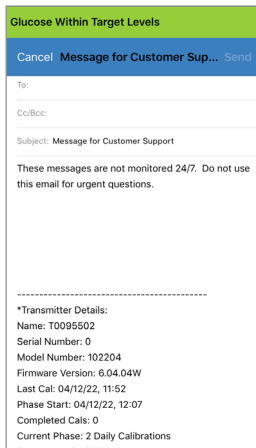 Glucose Within Target Levels
Cancel Message for Customer Sup... Send
To:
Cc/Bcc:
Subject: Message for Customer Support
These messages are not monitored 24/7. Do not use
this email for urgent questions.
-------------------------------------------
*Transmitter Details:
Name: T0095502
Serial Number: 0
Model Number: 102204
Firmware Version: 6.04.04W
Last Cal: 04/12/22, 11:52
Phase Start: 04/12/22, 12:07
Completed Cals: 0
Current Phase: 2 Daily Calibrations